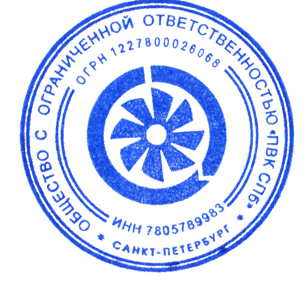 ОБЩЕСТВО С ОГРАНИЧЕННОЙ ОТВЕТСТВЕННОСТЬЮ «ПВК СПБ»
ОГРН 1227800026068
ИНН 7805789983
* САНКТ-ПЕТЕРБУРГ *